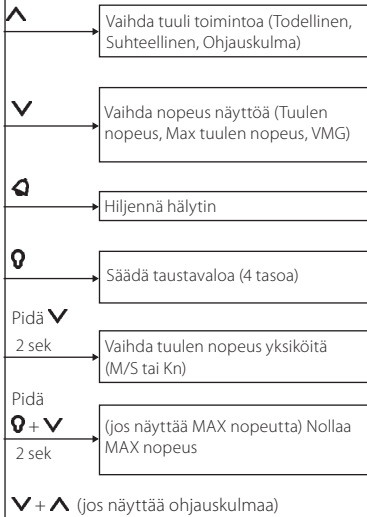 Vaihda tuuli toimintoa (Todellinen,
Suhteellinen, Ohjauskulma)
Vaihda nopeus näyttöä (Tuulen
nopeus, Max tuulen nopeus, VMG)
Hiljennä hälytin
Säädä taustavaloa (4 tasoa)
Pidä
2 sek
Vaihda tuulen nopeus yksiköitä
(M/S tai Kn)
Pidä
+
2 sek
(jos näyttää MAX nopeutta) Nollaa
MAX nopeus
+ (jos näyttää ohjauskulmaa)